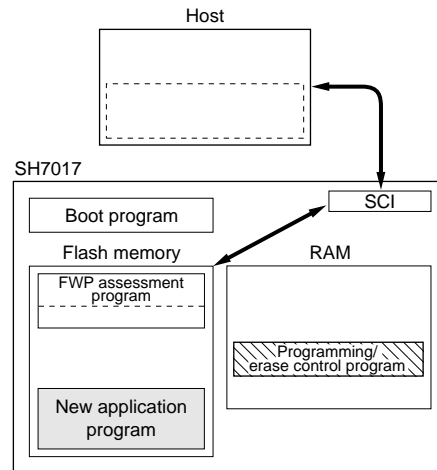 Host
SH7017
SCI
Boot program
Flash memory
RAM
FWP assessment
program
Programming/
erase control program
New application
program